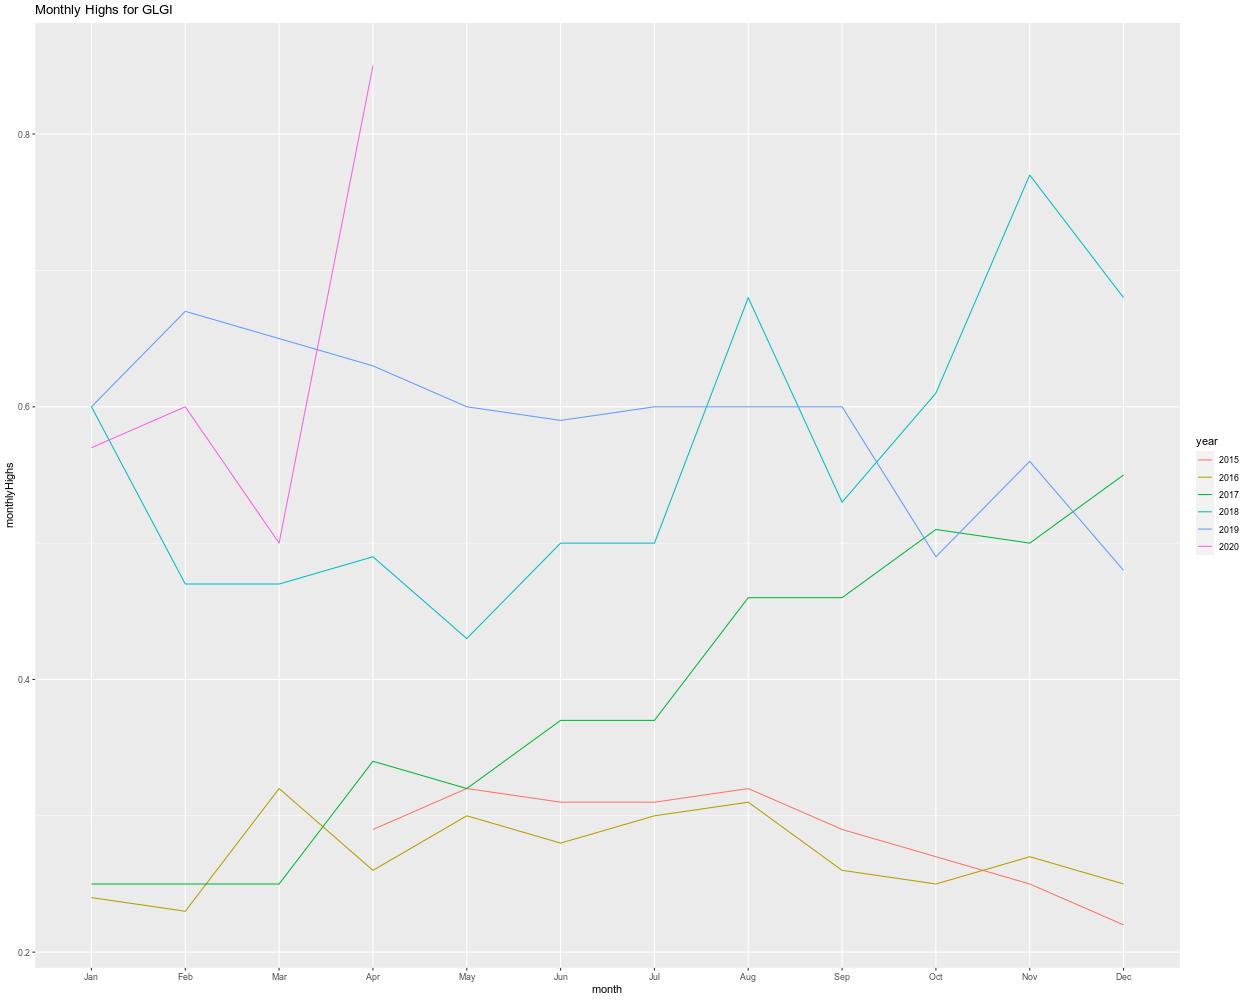 Monthly Highs for GLGI
0.8
0.6
0.4
0.2
monthlyHighs
Jan Feb Mar Apr May Jun Jul Aug Sep Oct Nov Dec
month
year
2015
2016
2017
2018
2019
2020